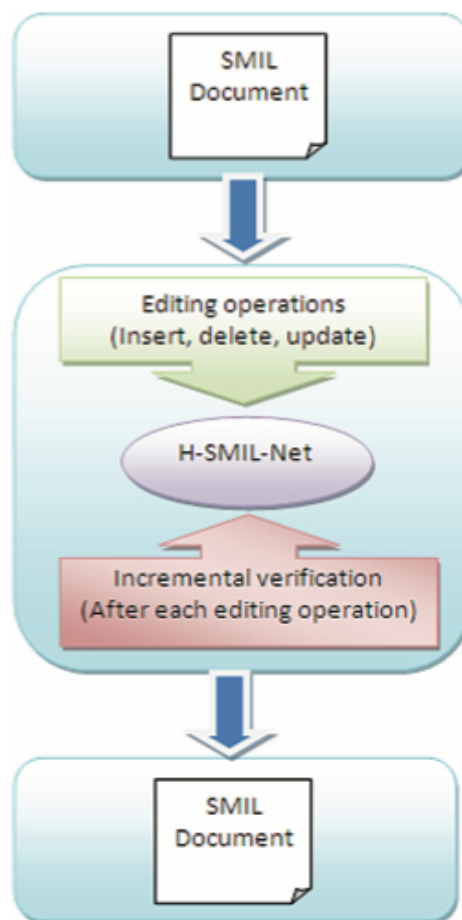 SMIL
Document
Editing operations
(Insert, delete, update)
H-SMIL-Net
Incremental verification
(After each editing operation)
SMIL
Document